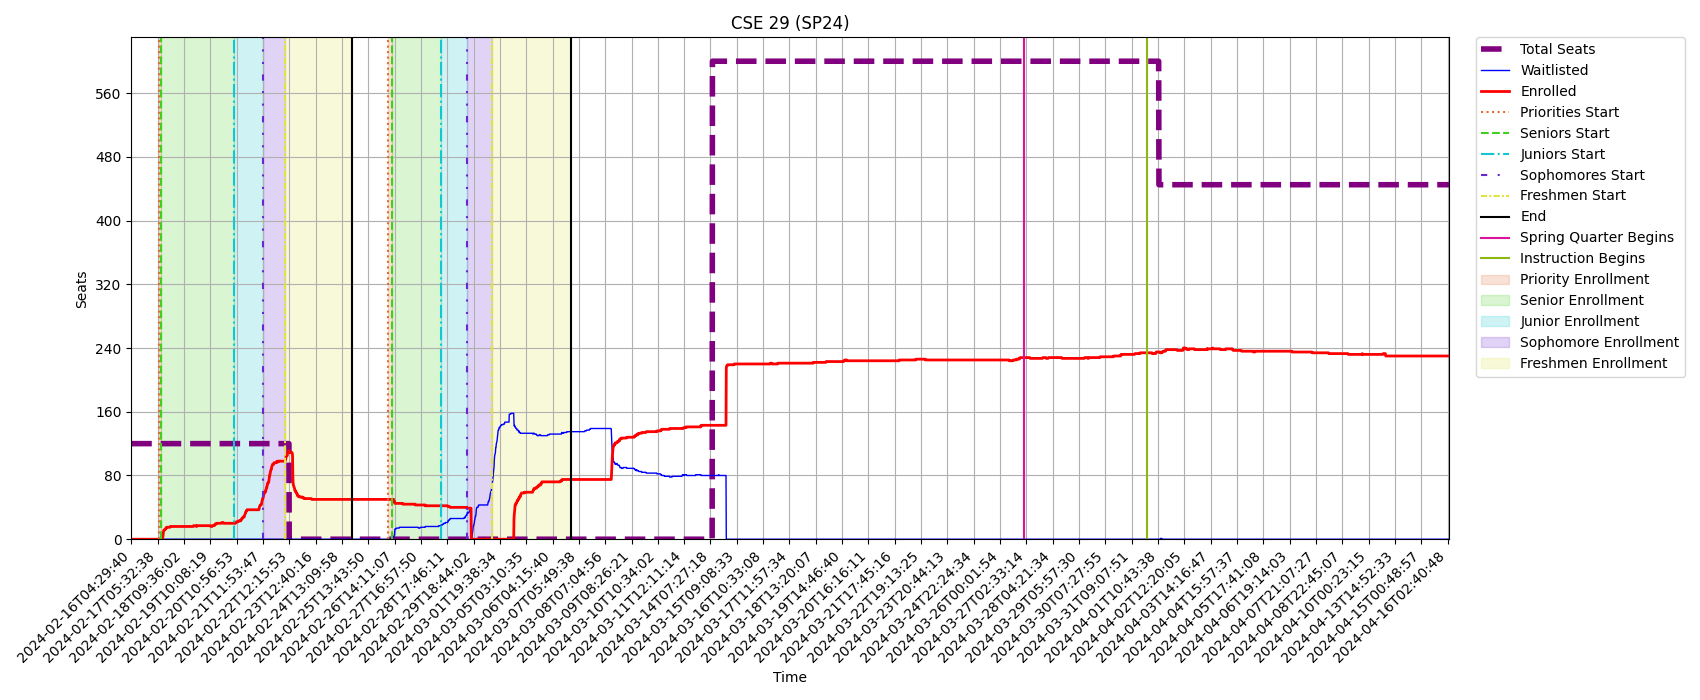 CSE 29 (SP24)
Seats
560
480
400
320
240
160
80
0
2024-02-16T04:29:40
2024-02-17T05:32:38
2024-02-18T09:36:02
2024-02-19T10:08:19
2024-02-20T10:56:53
2024-02-21T11:53:47
2024-02-22T12:15:53
2024-02-23T12:40:16
2024-02-24T13:09:58
2024-02-25T13:43:50
2024-02-26T14:11:07
2024-02-27T16:57:50
2024-02-28T17:46:11
2024-02-29T18:44:02
2024-03-01T19:38:34
2024-03-05T03:10:35
2024-03-06T04:15:40
2024-03-07T05:49:38
2024-03-08T07:04:56
2024-03-09T08:26:21
2024-03-10T10:34:02
2024-03-11T12:11:14
2024-03-14T07:27:18
2024-03-15T09:08:33
2024-03-16T10:33:08
2024-03-17T11:57:34
2024-03-18T13:20:07
2024-03-19T14:46:40
2024-03-20T16:16:11
2024-03-21T17:45:16
2024-03-22T19:13:25
2024-03-23T20:44:13
2024-03-24T22:24:34
2024-03-26T00:01:54
2024-03-27T02:33:14
2024-03-28T04:21:34
2024-03-29T05:57:30
2024-03-30T07:27:55
2024-03-31T09:07:51
2024-04-01T10:43:38
2024-04-02T12:20:05
2024-04-03T14:16:47
2024-04-04T15:57:37
2024-04-05T17:41:08
2024-04-06T19:14:03
2024-04-07T21:07:27
2024-04-08T22:45:07
2024-04-10T00:23:15
2024-04-13T14:52:33
2024-04-15T00:48:57
2024-04-16T02:40:48
Time
Total Seats
Waitlisted
Enrolled
Priorities Start
Seniors Start
Juniors Start
Sophomores Start
Freshmen Start
End
Spring Quarter Begins
Instruction Begins
Priority Enrollment
Senior Enrollment
Junior Enrollment
Sophomore Enrollment
Freshmen Enrollment